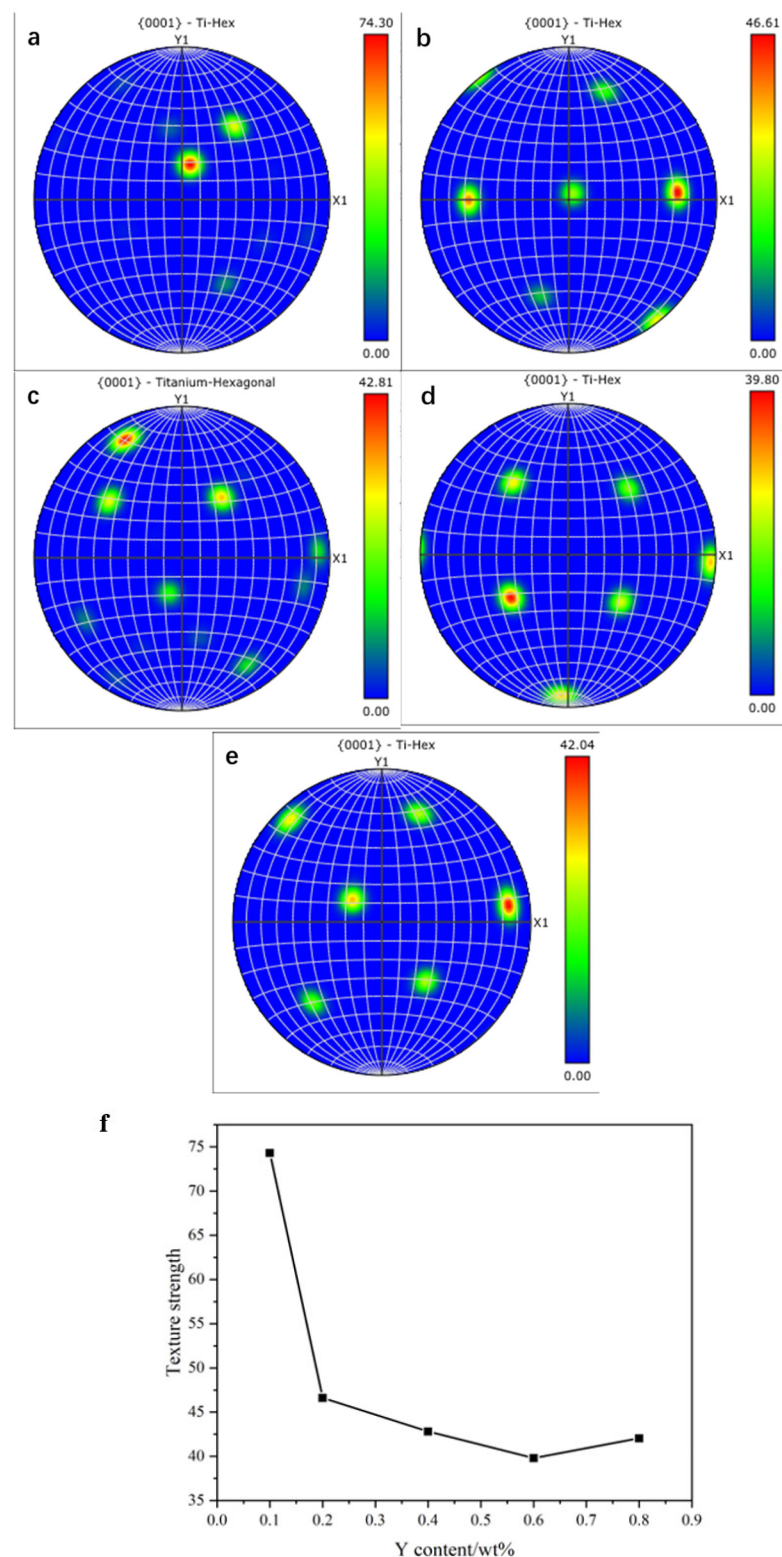 a
{0001} - Ti-Hex
74.30
Y1
X1
0.00
b
{0001} - Ti-Hex
46.61
Y1
X1
0.00
c
{0001} - Titanium-Hexagonal
42.81
Y1
X1
0.00
d
{0001} - Ti-Hex
39.80
Y1
X1
0.00
e
{0001} - Ti-Hex
42.04
Y1
X1
0.00
f
75
70
65
60
55
50
45
40
35
Texture strength
0.0 0.1 0.2 0.3 0.4 0.5 0.6 0.7 0.8 0.9
Y content/wt%